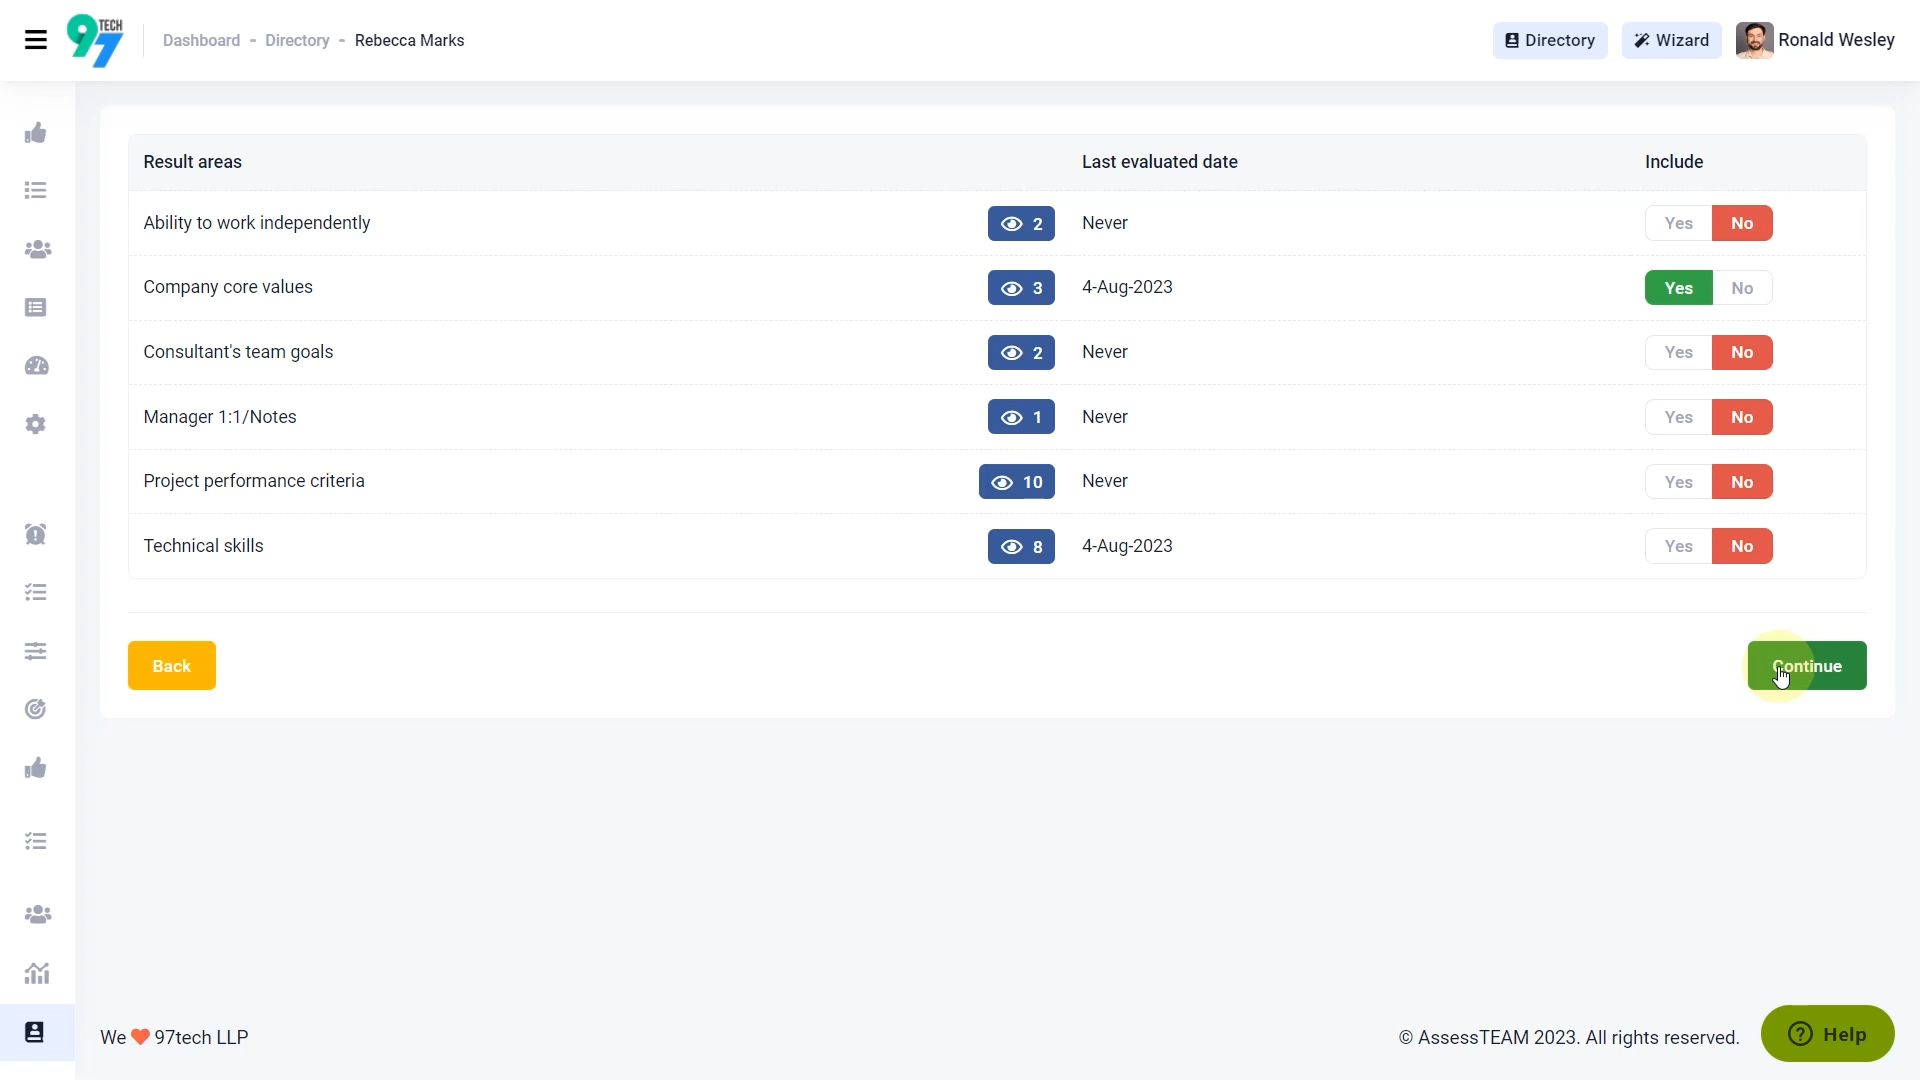 97 TECH
Dashboard - Directory - Rebecca Marks
Directory
Wizard
Ronald Wesley
Result areas Last evaluated date Include
Ability to work independently 2 Never Yes No
Company core values 3 4-Aug-2023 Yes No
Consultant's team goals 2 Never Yes No
Manager 1:1/Notes 1 Never Yes No
Project performance criteria 10 Never Yes No
Technical skills 8 4-Aug-2023 Yes No
Back
Continue
We ❤ 97tech LLP
© AssessTEAM 2023. All rights reserved.
Help